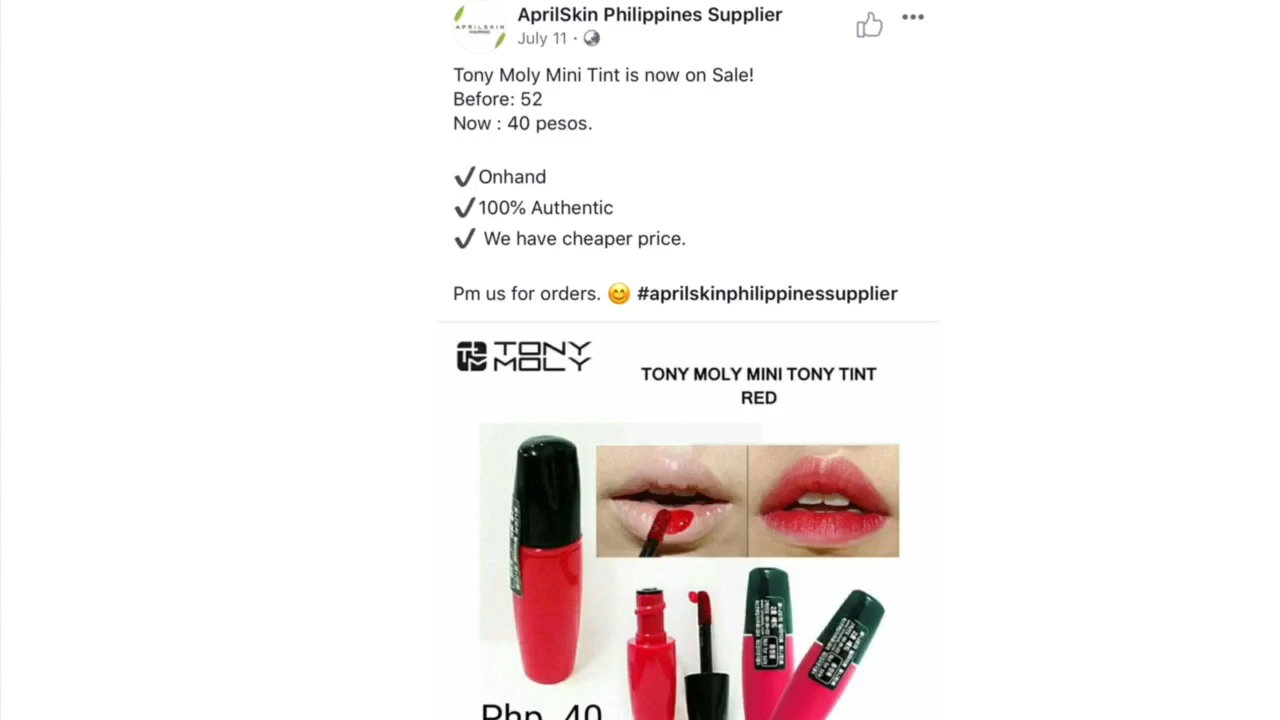 AprilSkin Philippines Supplier
APRILSKIN
July 11 ·
Tony Moly Mini Tint is now on Sale!
Before: 52
Now : 40 pesos.
✔Onhand
✔100% Authentic
✔ We have cheaper price.
Pm us for orders. 😊 #aprilskinphilippinessupplier
TONY
MOLY
TONY MOLY MINI TONY TINT
RED
Php 40